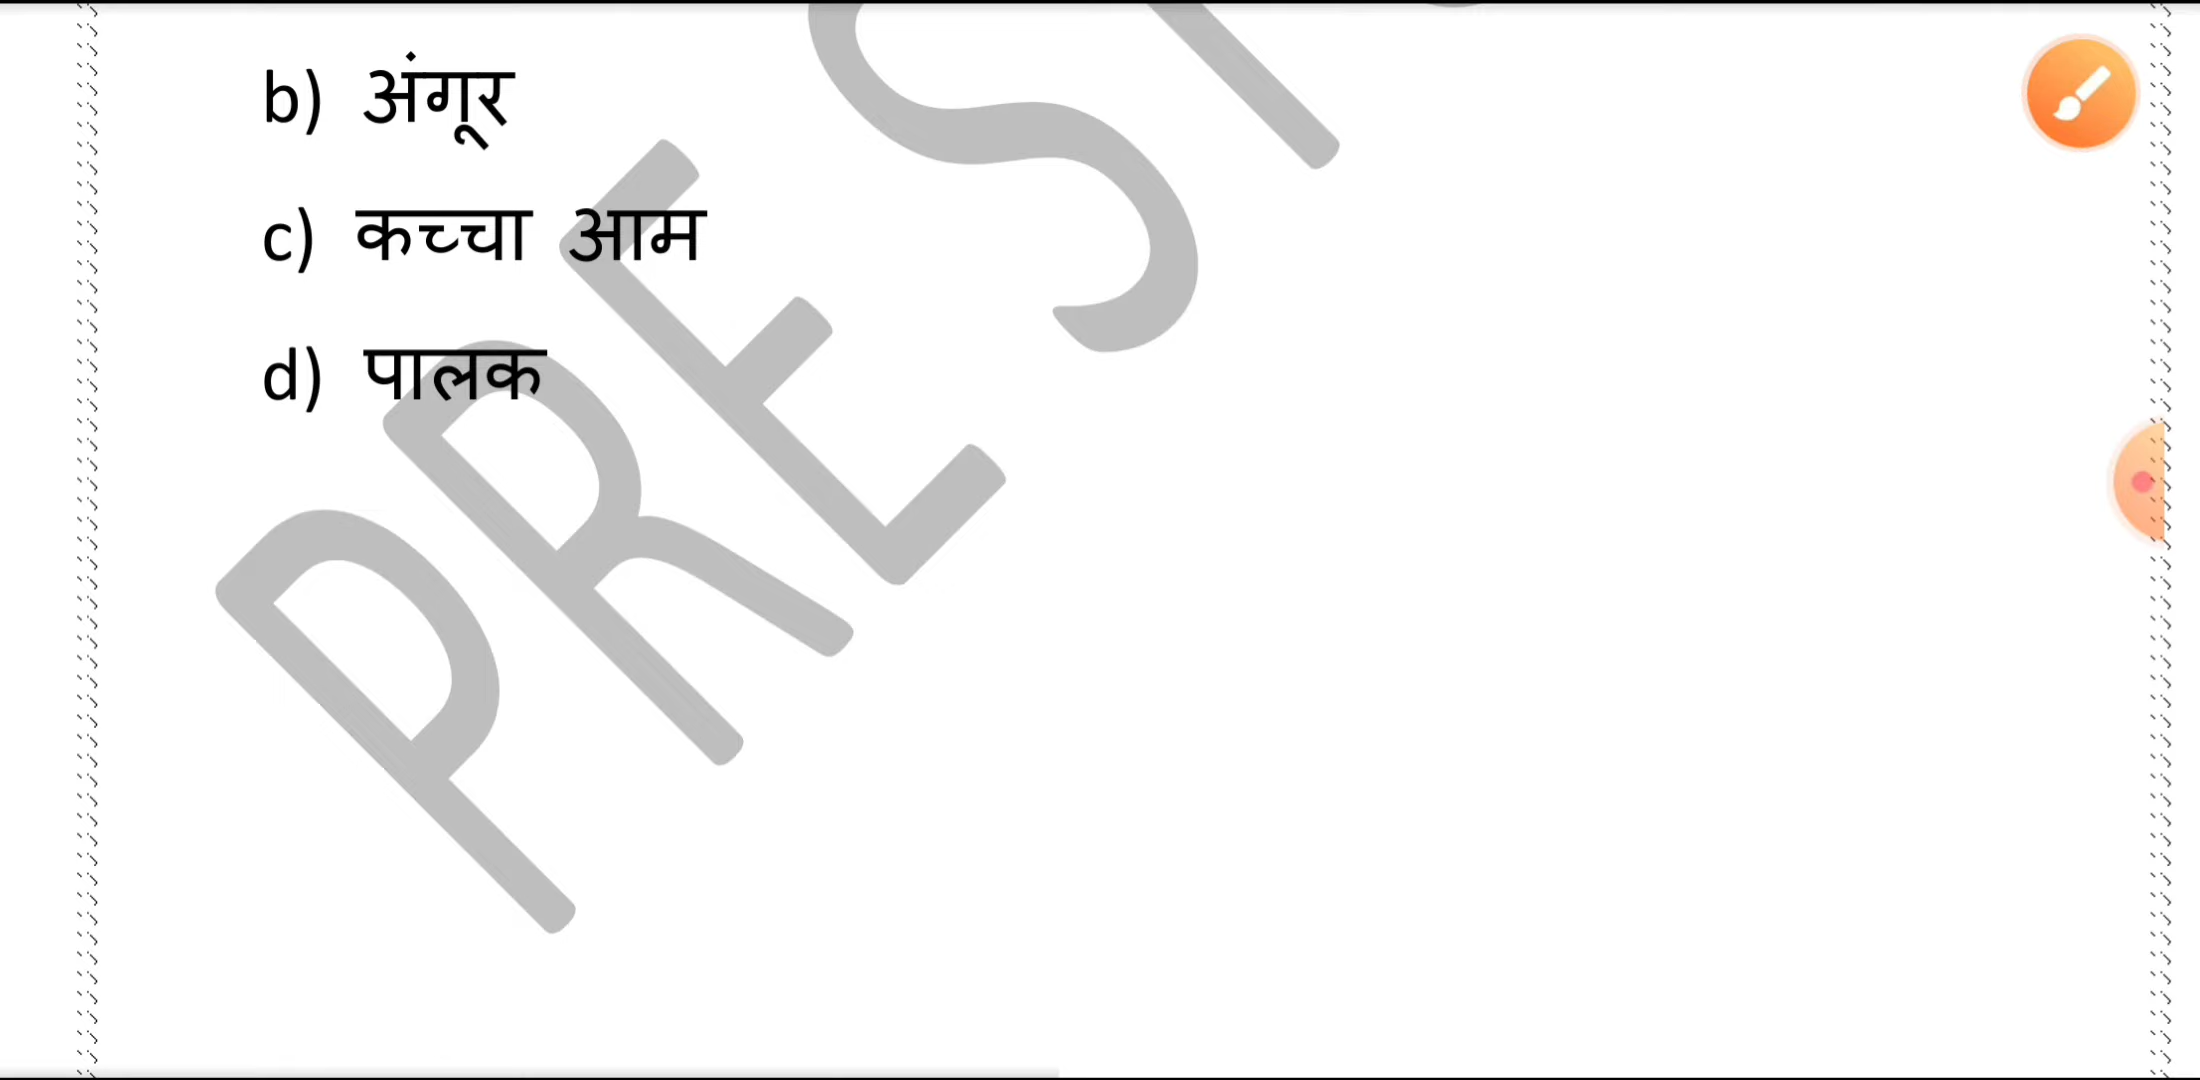 b) अंगूर
c) कच्चा आम
d) पालक